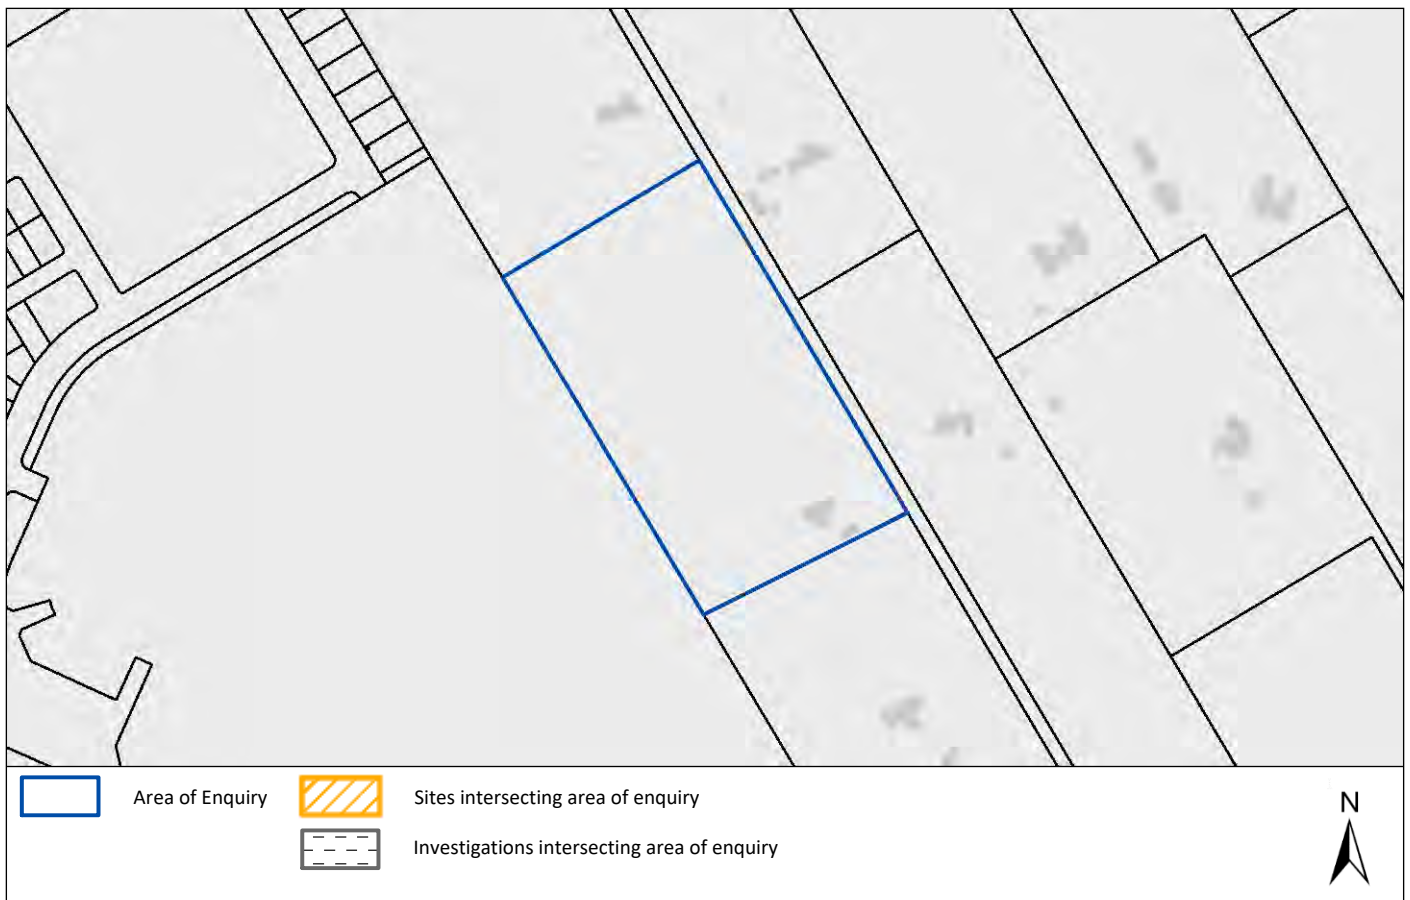 Area of Enquiry
Sites intersecting area of enquiry
Investigations intersecting area of enquiry
N